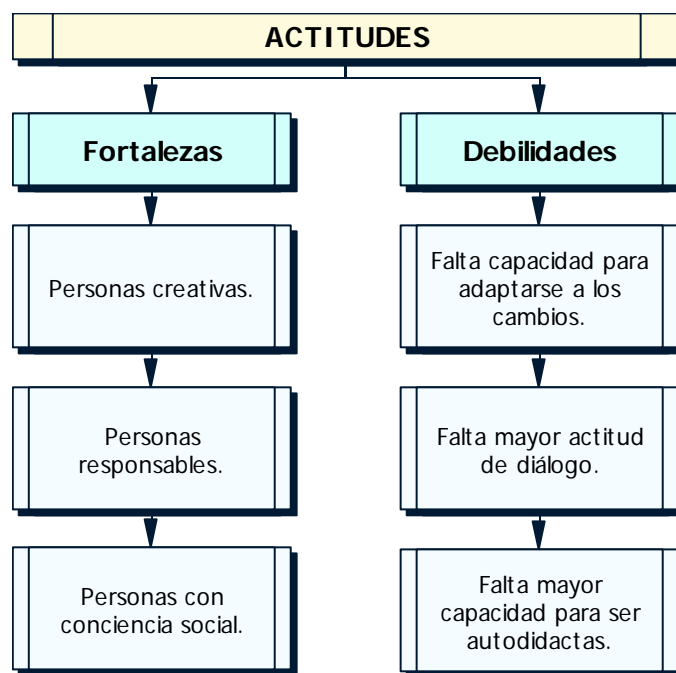 ACTITUDES
Fortalezas
Debilidades
Personas creativas.
Falta capacidad para
adaptarse a los
cambios.
Personas
responsables.
Falta mayor actitud
de diálogo.
Personas con
conciencia social.
Falta mayor
capacidad para ser
autodidactas.